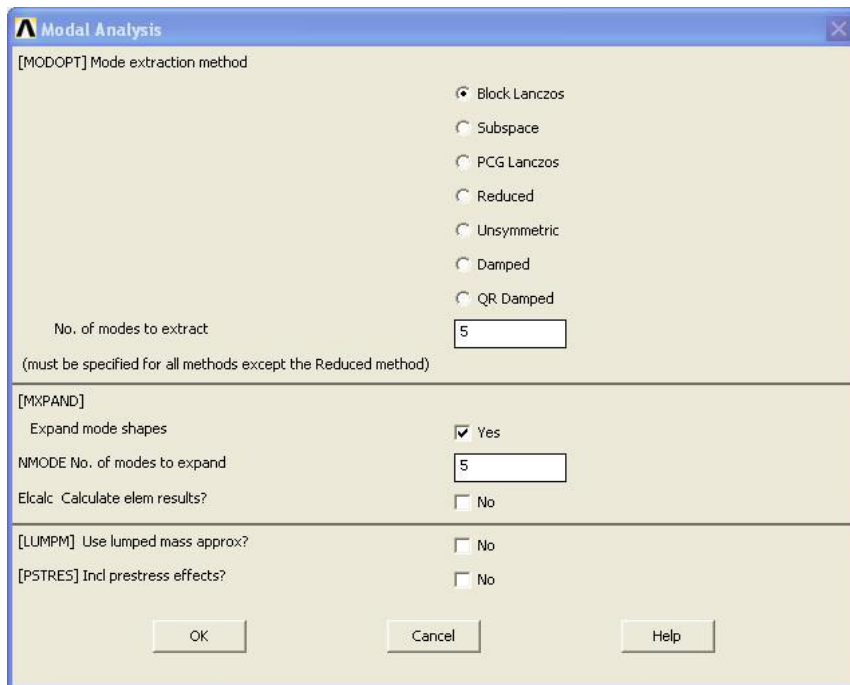 Modal Analysis
[MODOPT] Mode extraction method
Block Lanczos
Subspace
PCG Lanczos
Reduced
Unsymmetric
Damped
QR Damped
No. of modes to extract 5
(must be specified for all methods except the Reduced method)
[MXPAND]
Expand mode shapes Yes
NMODE No. of modes to expand 5
Elcalc Calculate elem results? No
[LUMPM] Use lumped mass approx? No
[PSTRES] Incl prestress effects? No
OK Cancel Help